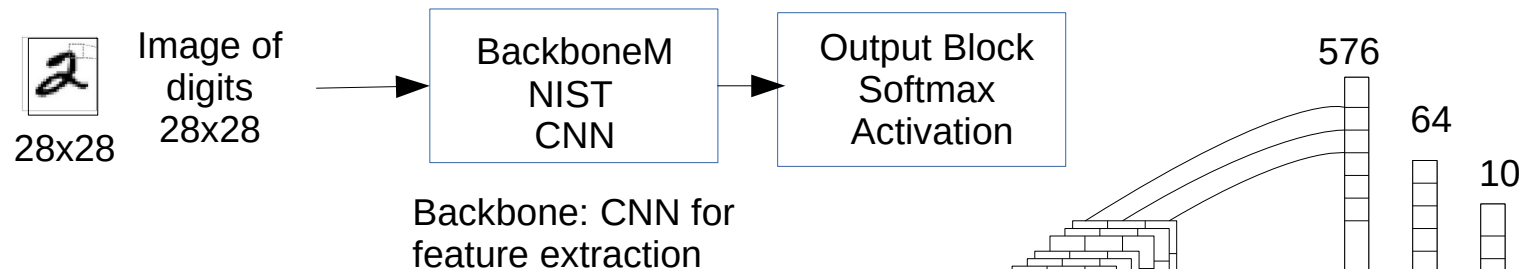 28x28
Image of
digits
28x28
BackboneM
NIST
CNN
Output Block
Softmax
Activation
Backbone: CNN for
feature extraction
576
64
10